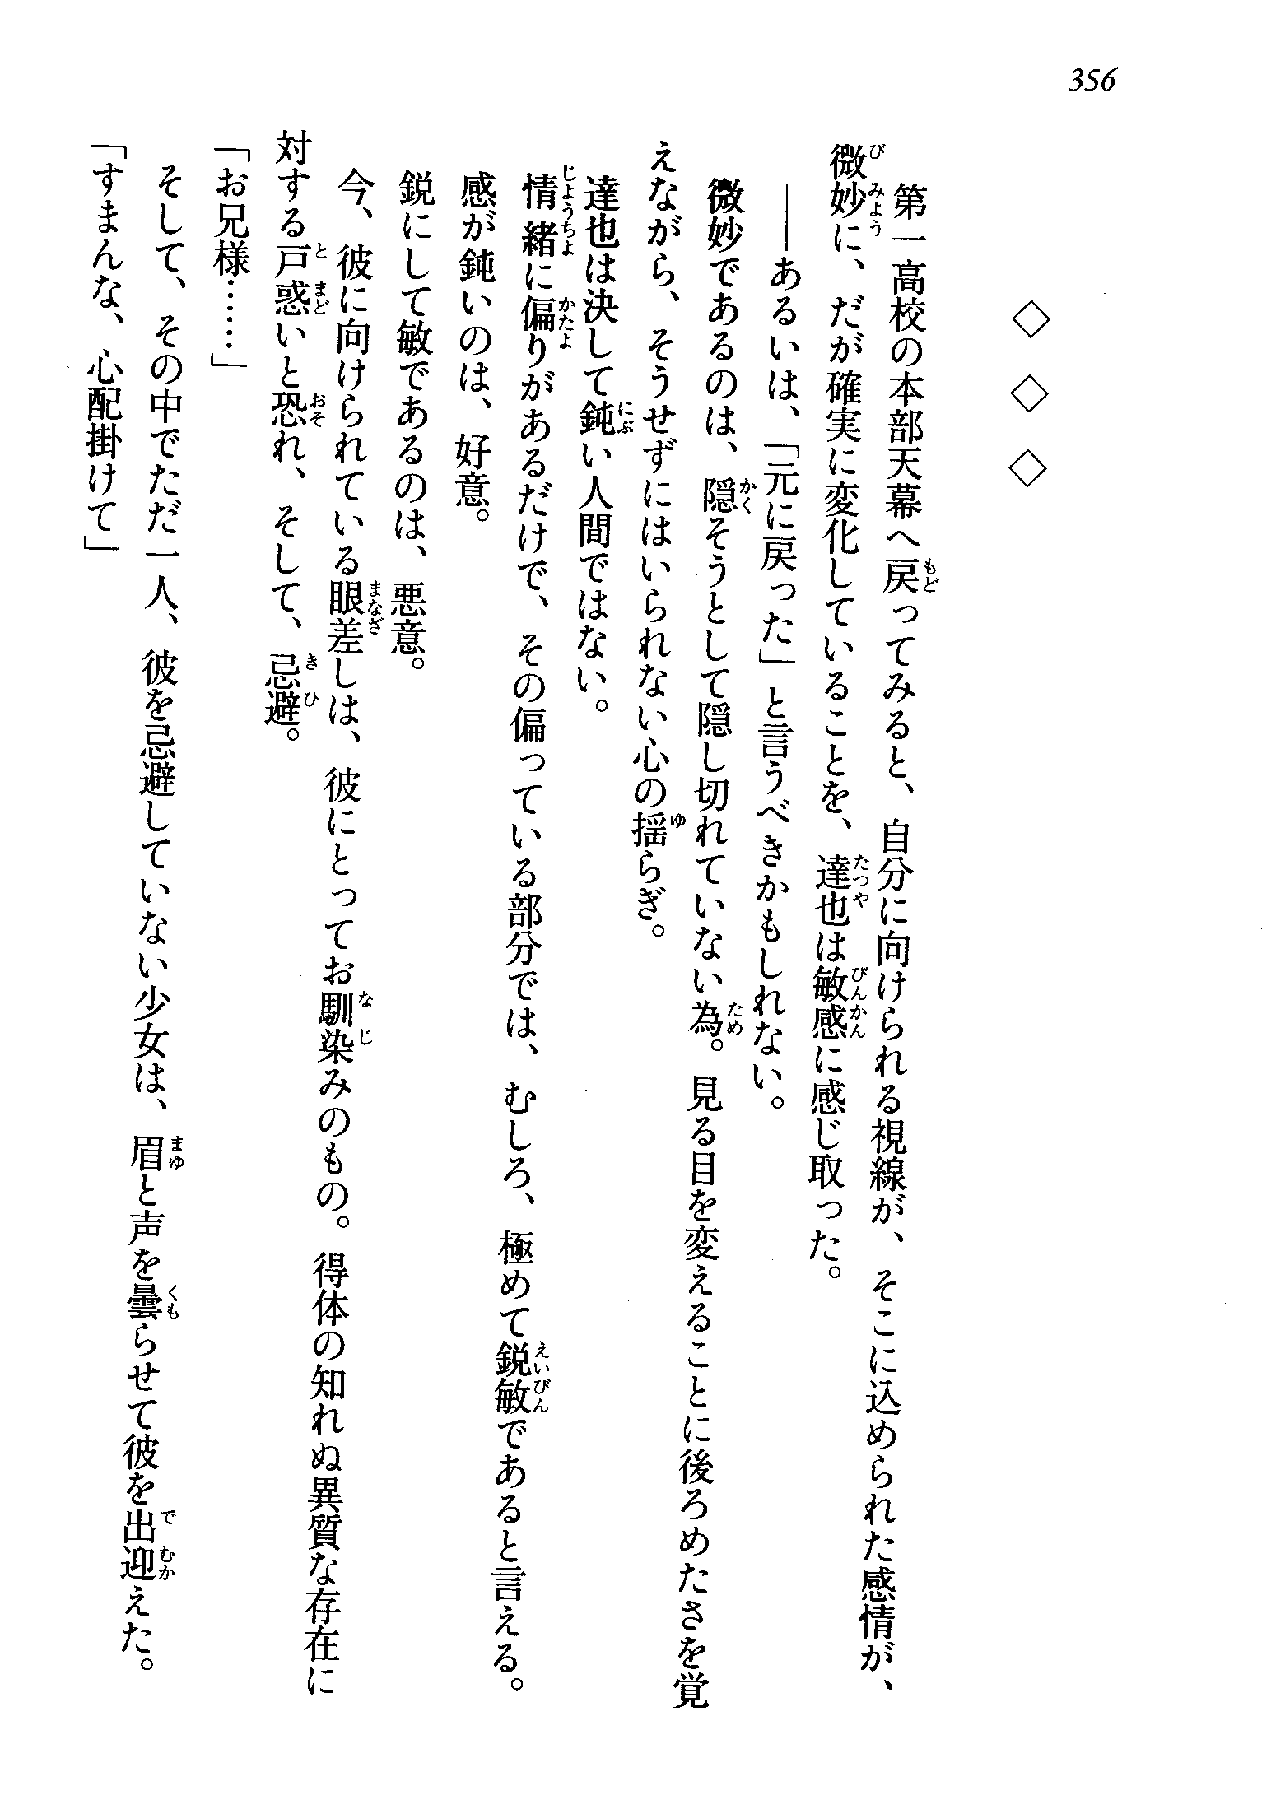 356
◇ ◇ ◇
第一高校の本部天幕へ戻ってみると、自分に向けられる視線が、そこに込められた感情が、
微妙に、だが確実に変化していることを、達也は敏感に感じ取った。
――あるいは、「元に戻った」と言うべきかもしれない。
微妙であるのは、隠そうとして隠し切れていない為。見る目を変えることに後ろめたさを覚
えながら、そうせずにはいられない心の揺らぎ。
達也は決して鈍い人間ではない。
情緒に偏りがあるだけで、その偏っている部分では、むしろ、極めて鋭敏であると言える。
感が鈍いのは、好意。
鋭にして敏であるのは、悪意。
今、彼に向けられている眼差しは、彼にとってお馴染みのもの。得体の知れぬ異質な存在に
対する戸惑いと恐れ、そして、忌避。
「お兄様……」
そして、その中でただ一人、彼を忌避していない少女は、眉と声を曇らせて彼を出迎えた。
「すまんな、心配掛けて」